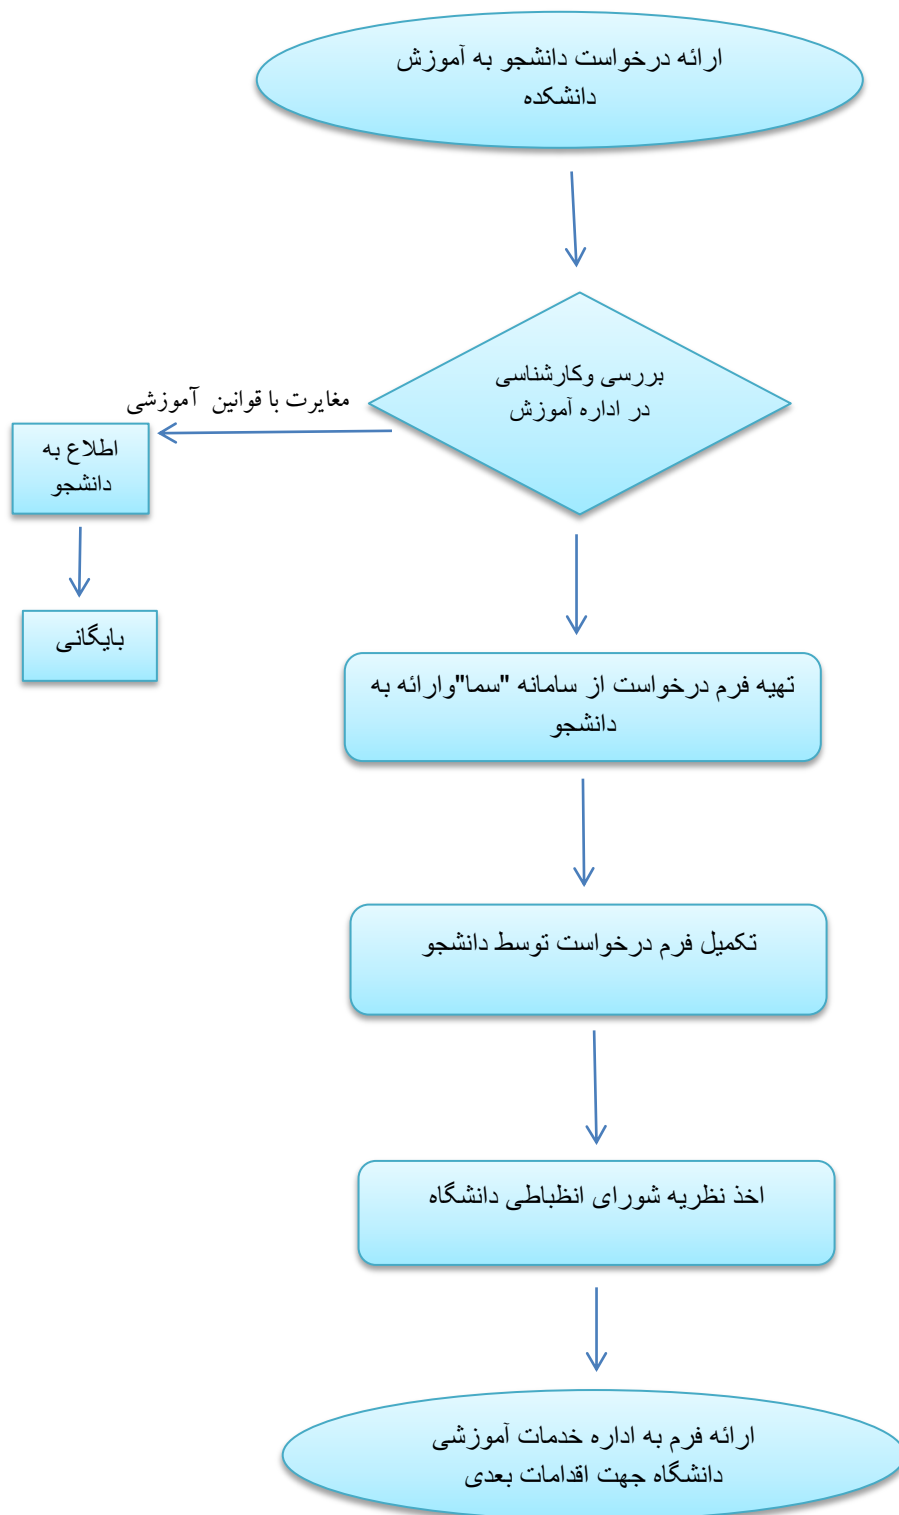 ارائه درخواست دانشجو به آموزش
دانشکده
بررسی وکارشناسی
در اداره آموزش
مغایرت با قوانین آموزشی
اطلاع به
دانشجو
بایگانی
تهیه فرم درخواست از سامانه "سما"وارائه به
دانشجو
تکمیل فرم درخواست توسط دانشجو
اخذ نظریه شورای انظباطی دانشگاه
ارائه فرم به اداره خدمات آموزشی
دانشگاه جهت اقدامات بعدی